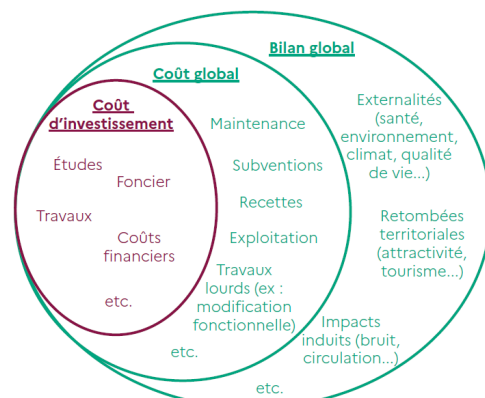 Bilan global
Coût global
Coût
d'investissement
Études
Foncier
Travaux
Coûts
financiers
etc.
Maintenance
Subventions
Recettes
Exploitation
Travaux
lourds (ex :
modification
fonctionnelle)
etc.
Externalités
(santé,
environnement,
climat, qualité
de vie...)
Retombées
territoriales
(attractivité,
tourisme...)
Impacts
induits (bruit,
circulation...)
etc.